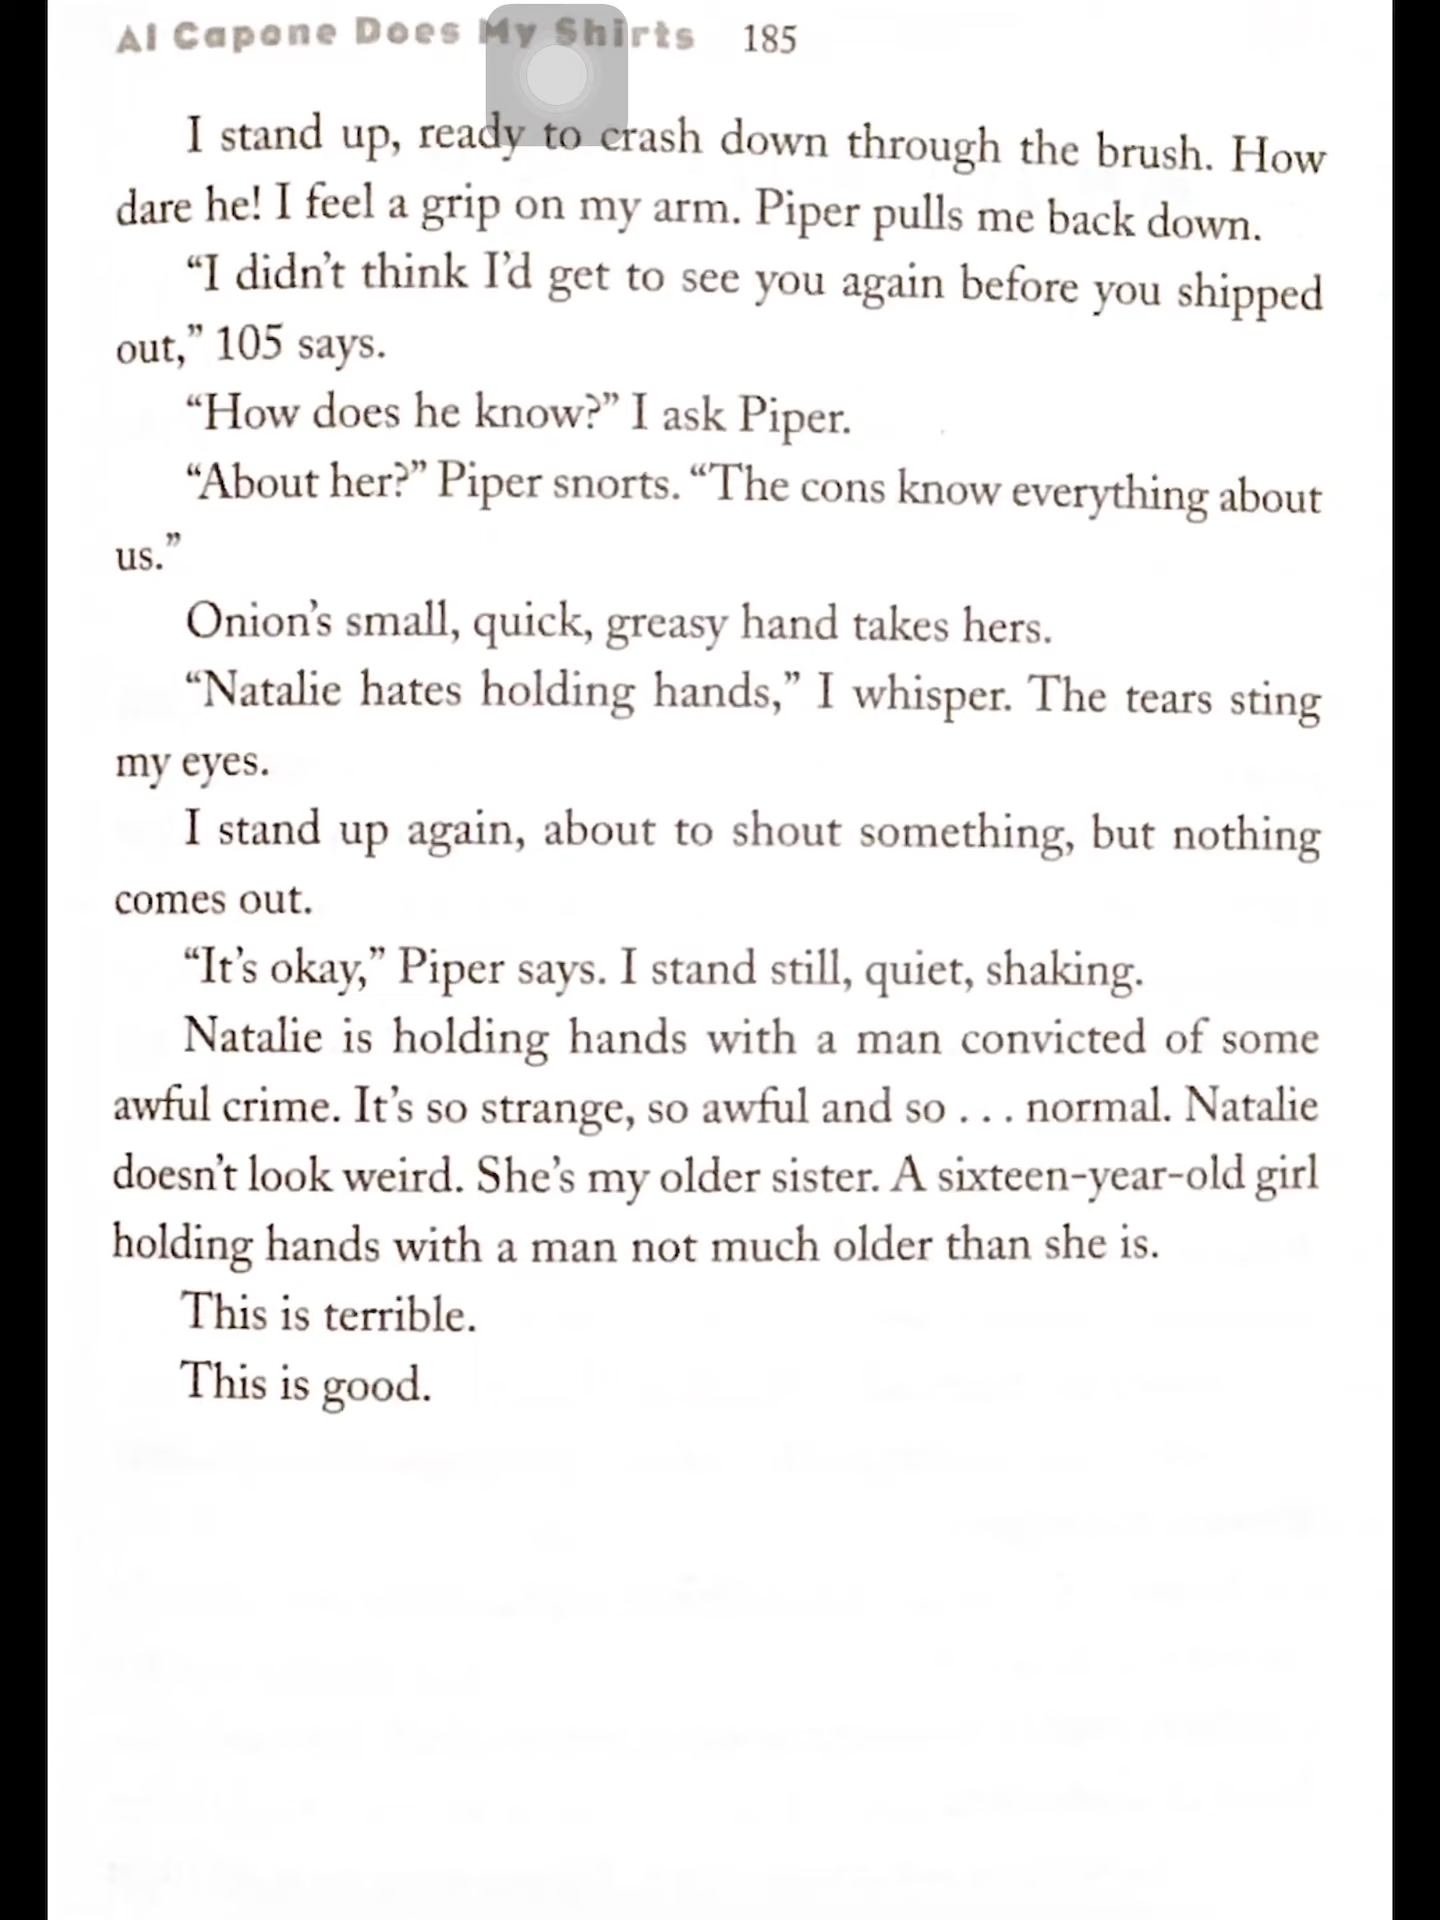 Al Capone Does My Shirts 185
I stand up, ready to crash down through the brush. How
dare he! I feel a grip on my arm. Piper pulls me back down.
“I didn’t think I’d get to see you again before you shipped
out,” 105 says.
“How does he know?” I ask Piper.
“About her?” Piper snorts. “The cons know everything about
us.”
Onion’s small, quick, greasy hand takes hers.
“Natalie hates holding hands,” I whisper. The tears sting
my eyes.
I stand up again, about to shout something, but nothing
comes out.
“It’s okay,” Piper says. I stand still, quiet, shaking.
Natalie is holding hands with a man convicted of some
awful crime. It’s so strange, so awful and so . . . normal. Natalie
doesn’t look weird. She’s my older sister. A sixteen-year-old girl
holding hands with a man not much older than she is.
This is terrible.
This is good.